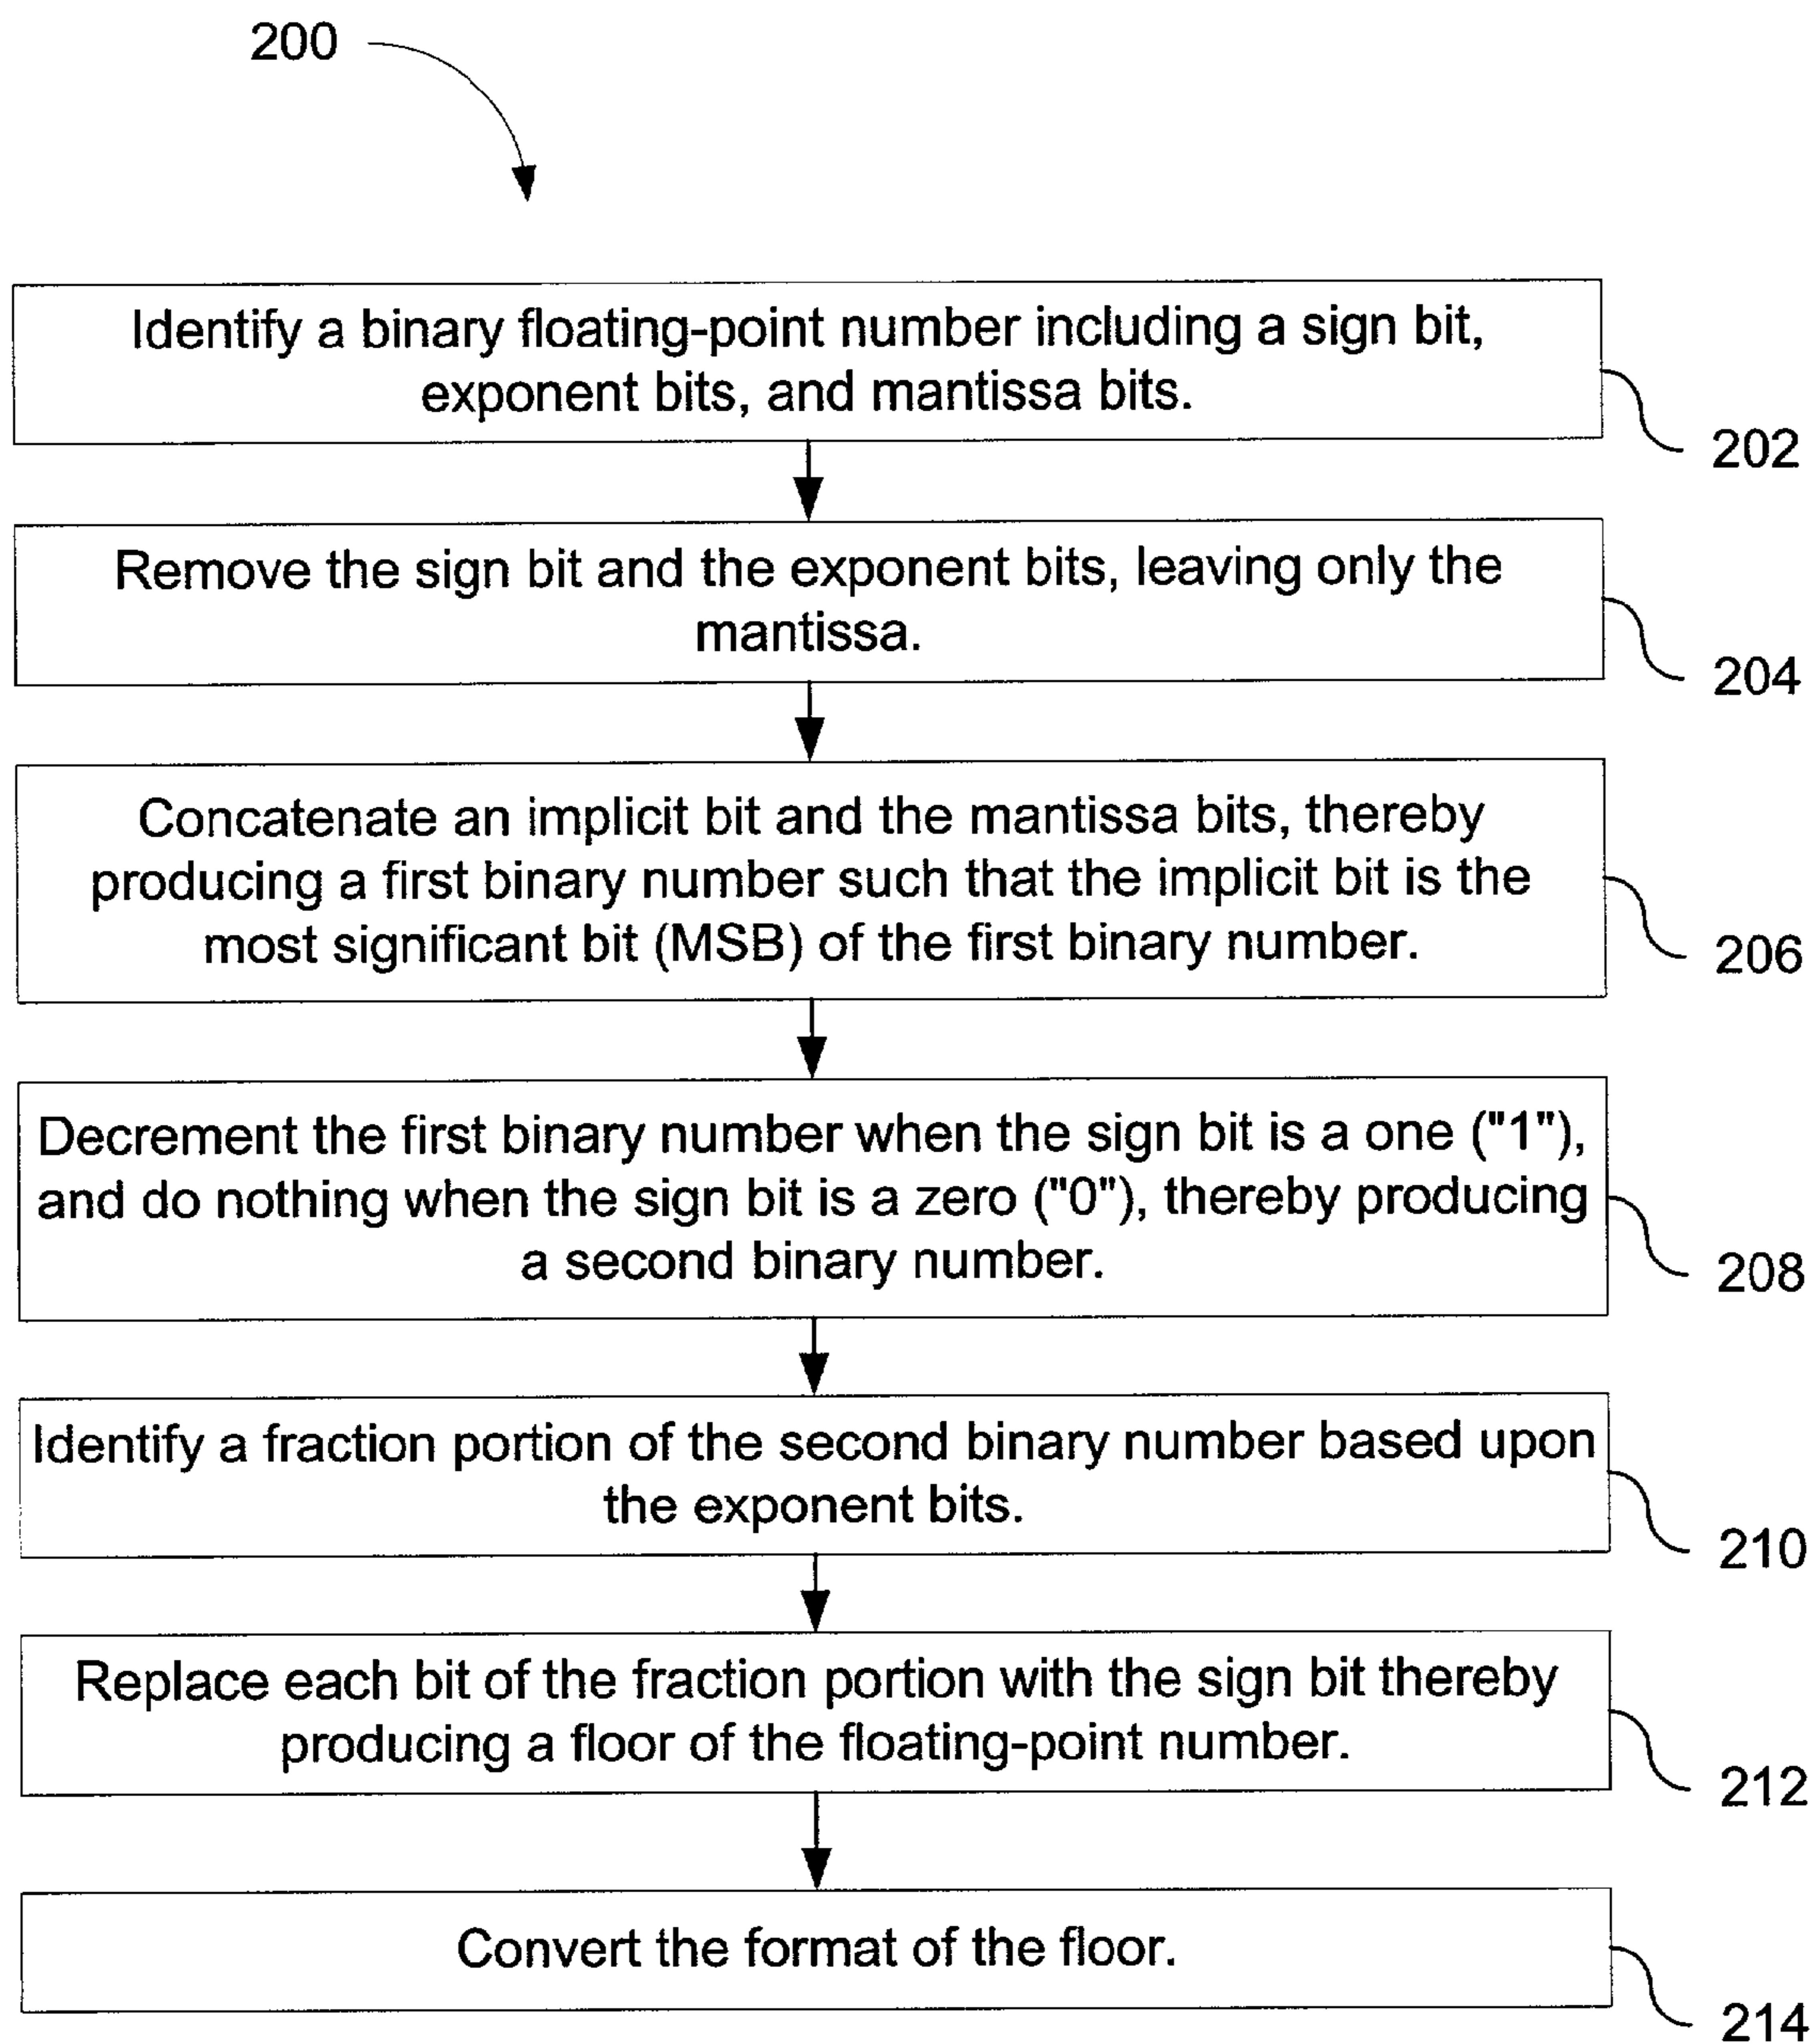 200
Identify a binary floating-point number including a sign bit,
exponent bits, and mantissa bits.
202
Remove the sign bit and the exponent bits, leaving only the
mantissa.
204
Concatenate an implicit bit and the mantissa bits, thereby
producing a first binary number such that the implicit bit is the
most significant bit (MSB) of the first binary number.
206
Decrement the first binary number when the sign bit is a one ("1"),
and do nothing when the sign bit is a zero ("0"), thereby producing
a second binary number.
208
Identify a fraction portion of the second binary number based upon
the exponent bits.
210
Replace each bit of the fraction portion with the sign bit thereby
producing a floor of the floating-point number.
212
Convert the format of the floor.
214